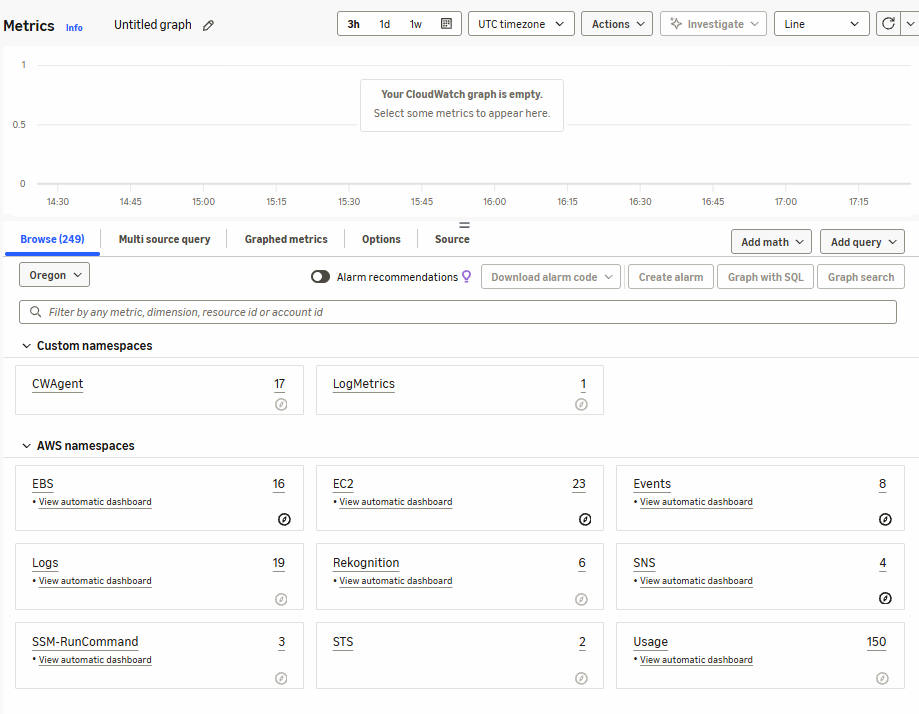 Metrics Info Untitled graph 3h 1d 1w UTC timezone Actions Investigate Line
1
Your CloudWatch graph is empty.
Select some metrics to appear here.
0.5
0
14:30 14:45 15:00 15:15 15:30 15:45 16:00 16:15 16:30 16:45 17:00 17:15
Browse (249) Multi source query Graphed metrics Options Source Add math Add query
Oregon Alarm recommendations Download alarm code Create alarm Graph with SQL Graph search
Filter by any metric, dimension, resource id or account id
Custom namespaces
CWAgent 17 LogMetrics 1
AWS namespaces
EBS 16 EC2 23 Events 8
• View automatic dashboard • View automatic dashboard • View automatic dashboard
Logs 19 Rekognition 6 SNS 4
• View automatic dashboard • View automatic dashboard • View automatic dashboard
SSM-RunCommand 3 STS 2 Usage 150
• View automatic dashboard • View automatic dashboard